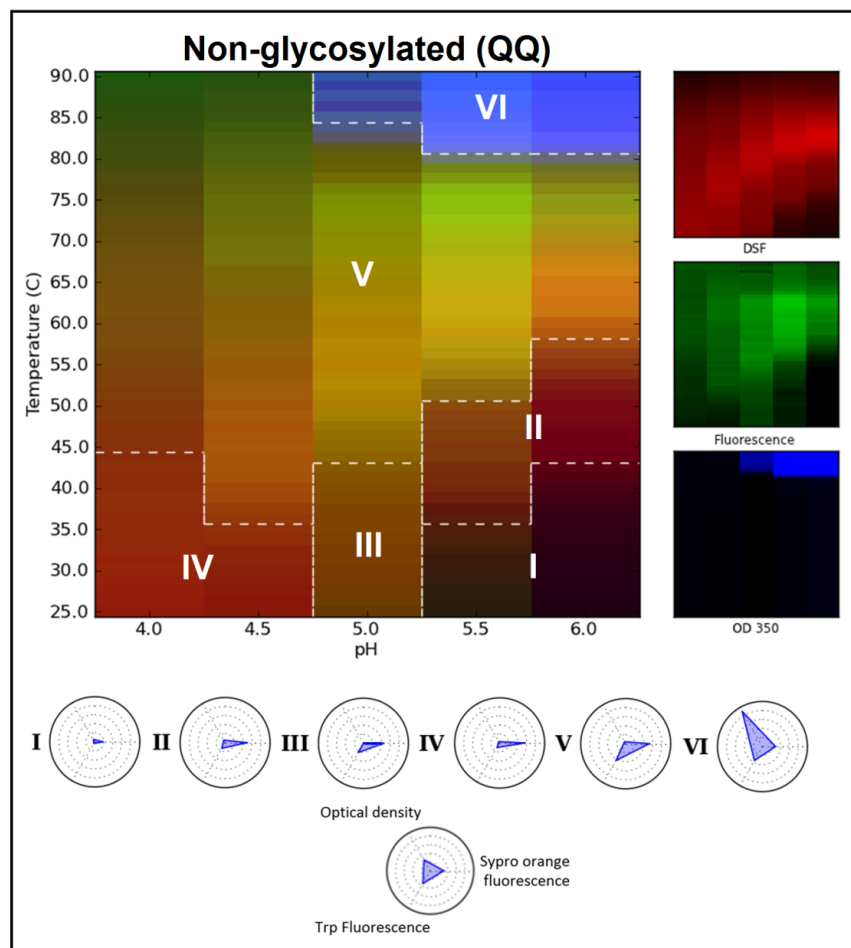 Non-glycosylated (QQ)
90.0
85.0
80.0
75.0
70.0
65.0
60.0
55.0
50.0
45.0
40.0
35.0
30.0
25.0
Temperature (C)
VI
V
II
III
IV
I
4.0 4.5 5.0 5.5 6.0
pH
DSF
Fluorescence
OD 350
I II III IV V VI
Optical density
Sypro orange
fluorescence
Trp Fluorescence